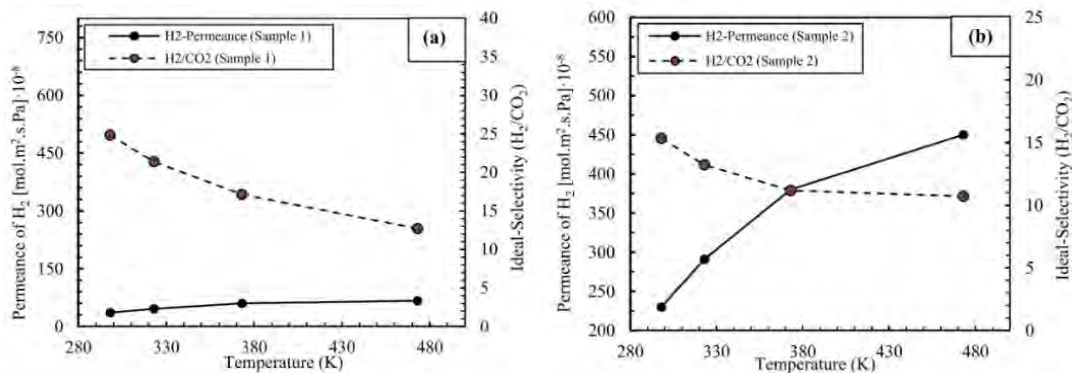 (a)
H2-Permeance (Sample 1)
H2/CO2 (Sample 1)
Permeance of H₂ [mol.m².s.Pa]·10⁻⁸
750
600
450
300
150
0
40
35
30
25
20
15
10
5
0
Ideal-Selectivity (H₂/CO₂)
280 330 380 430 480
Temperature (K)
(b)
H2-Permeance (Sample 2)
H2/CO2 (Sample 2)
Permeance of H₂ [mol.m².s.Pa]·10⁻⁸
600
550
500
450
400
350
300
250
200
25
20
15
10
5
0
Ideal-Selectivity (H₂/CO₂)
280 330 380 430 480
Temperature (K)